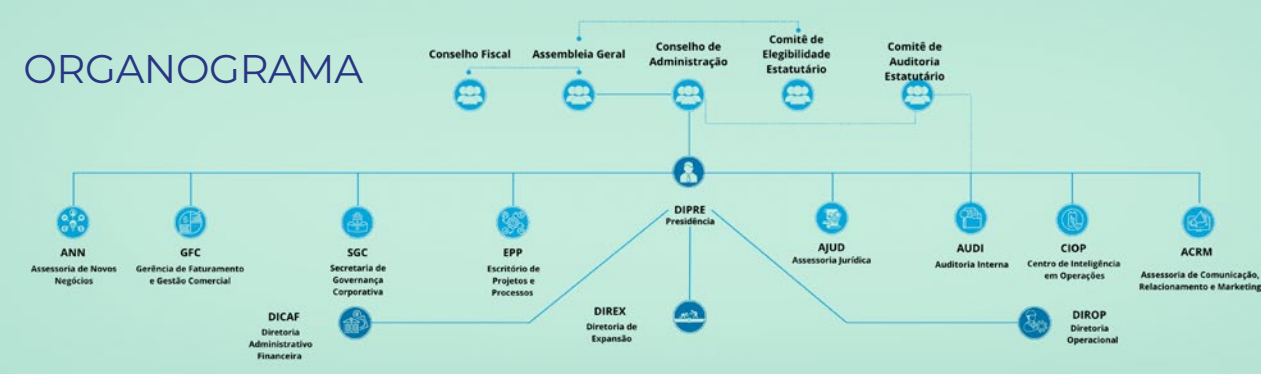 ORGANOGRAMA
Conselho Fiscal
Assembleia Geral
Conselho de
Administração
Comitê de
Elegibilidade
Estatutário
Comitê de
Auditoria
Estatutário
DIPRE
Presidência
ANN
Assessoria de Novos
Negócios
GFC
Gerência de Faturamento
e Gestão Comercial
SGC
Secretaria de
Governança
Corporativa
EPP
Escritório de
Projetos e
Processos
AJUD
Assessoria Jurídica
AUDI
Auditoria Interna
CIOP
Centro de Inteligência
em Operações
ACRM
Assessoria de Comunicação,
Relacionamento e Marketing
DICAF
Diretoria
Administrativo
Financeira
DIREX
Diretoria de
Expansão
DIROP
Diretoria
Operacional